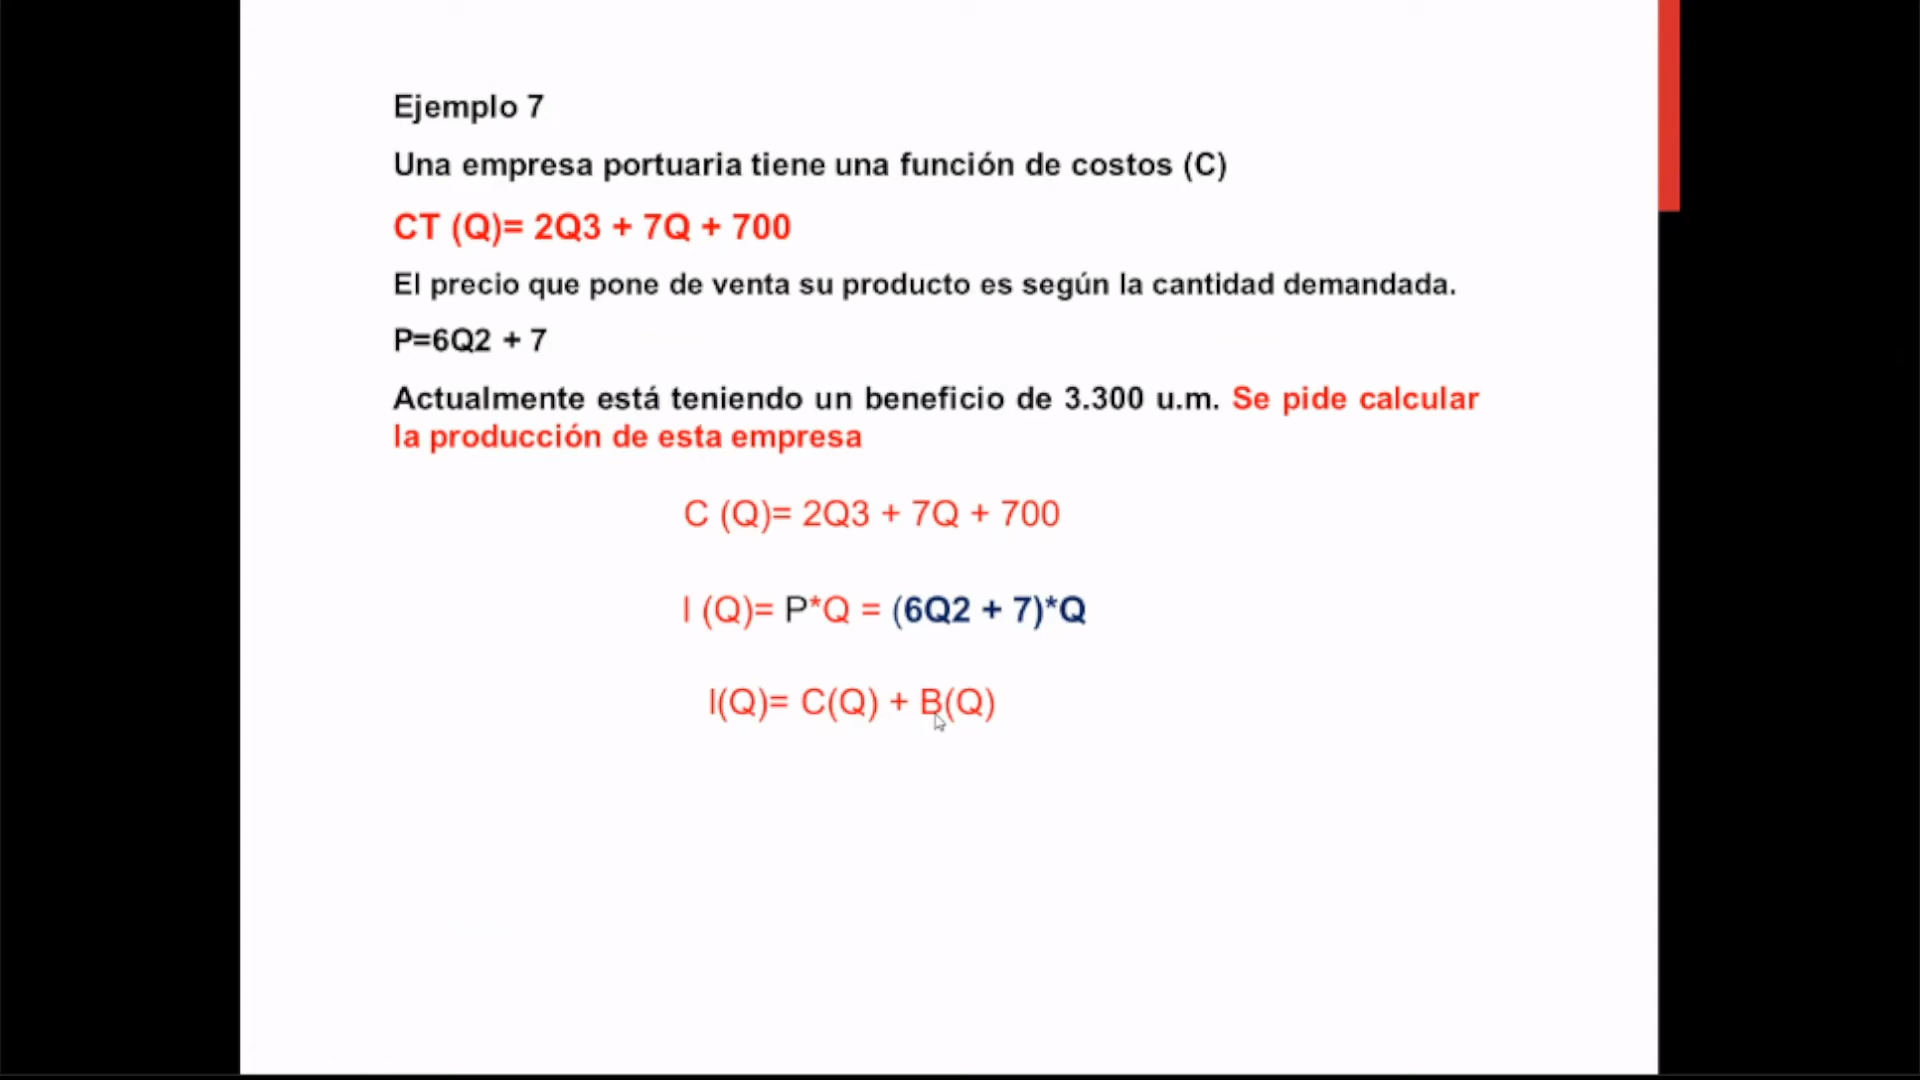 Ejemplo 7
Una empresa portuaria tiene una función de costos (C)
CT (Q)= 2Q3 + 7Q + 700
El precio que pone de venta su producto es según la cantidad demandada.
P=6Q2 + 7
Actualmente está teniendo un beneficio de 3.300 u.m. Se pide calcular
la producción de esta empresa
C (Q)= 2Q3 + 7Q + 700
I (Q)= P*Q = (6Q2 + 7)*Q
I(Q)= C(Q) + B(Q)